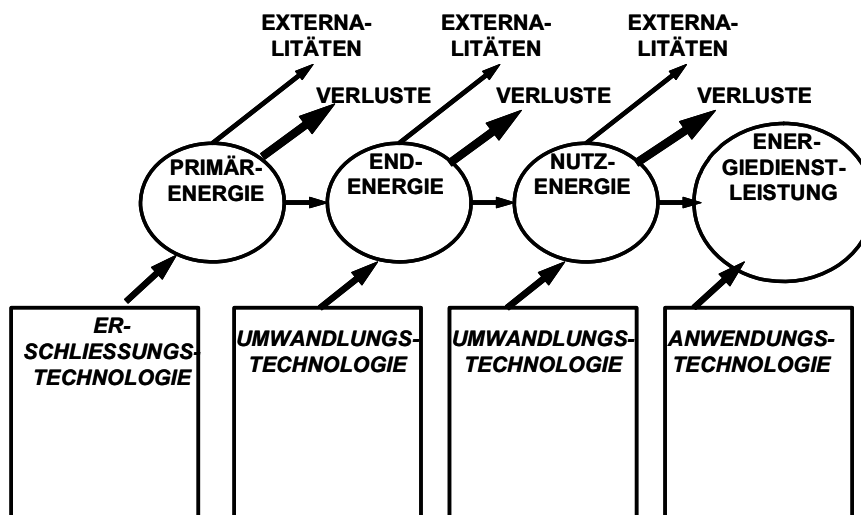 EXTERNA-
LITÄTEN
EXTERNA-
LITÄTEN
EXTERNA-
LITÄTEN
VERLUSTE
VERLUSTE
VERLUSTE
PRIMÄR-
ENERGIE
END-
ENERGIE
NUTZ-
ENERGIE
ENER-
GIEDIENST-
LEISTUNG
ER-
SCHLIESSUNGS-
TECHNOLOGIE
UMWANDLUNGS-
TECHNOLOGIE
UMWANDLUNGS-
TECHNOLOGIE
ANWENDUNGS-
TECHNOLOGIE